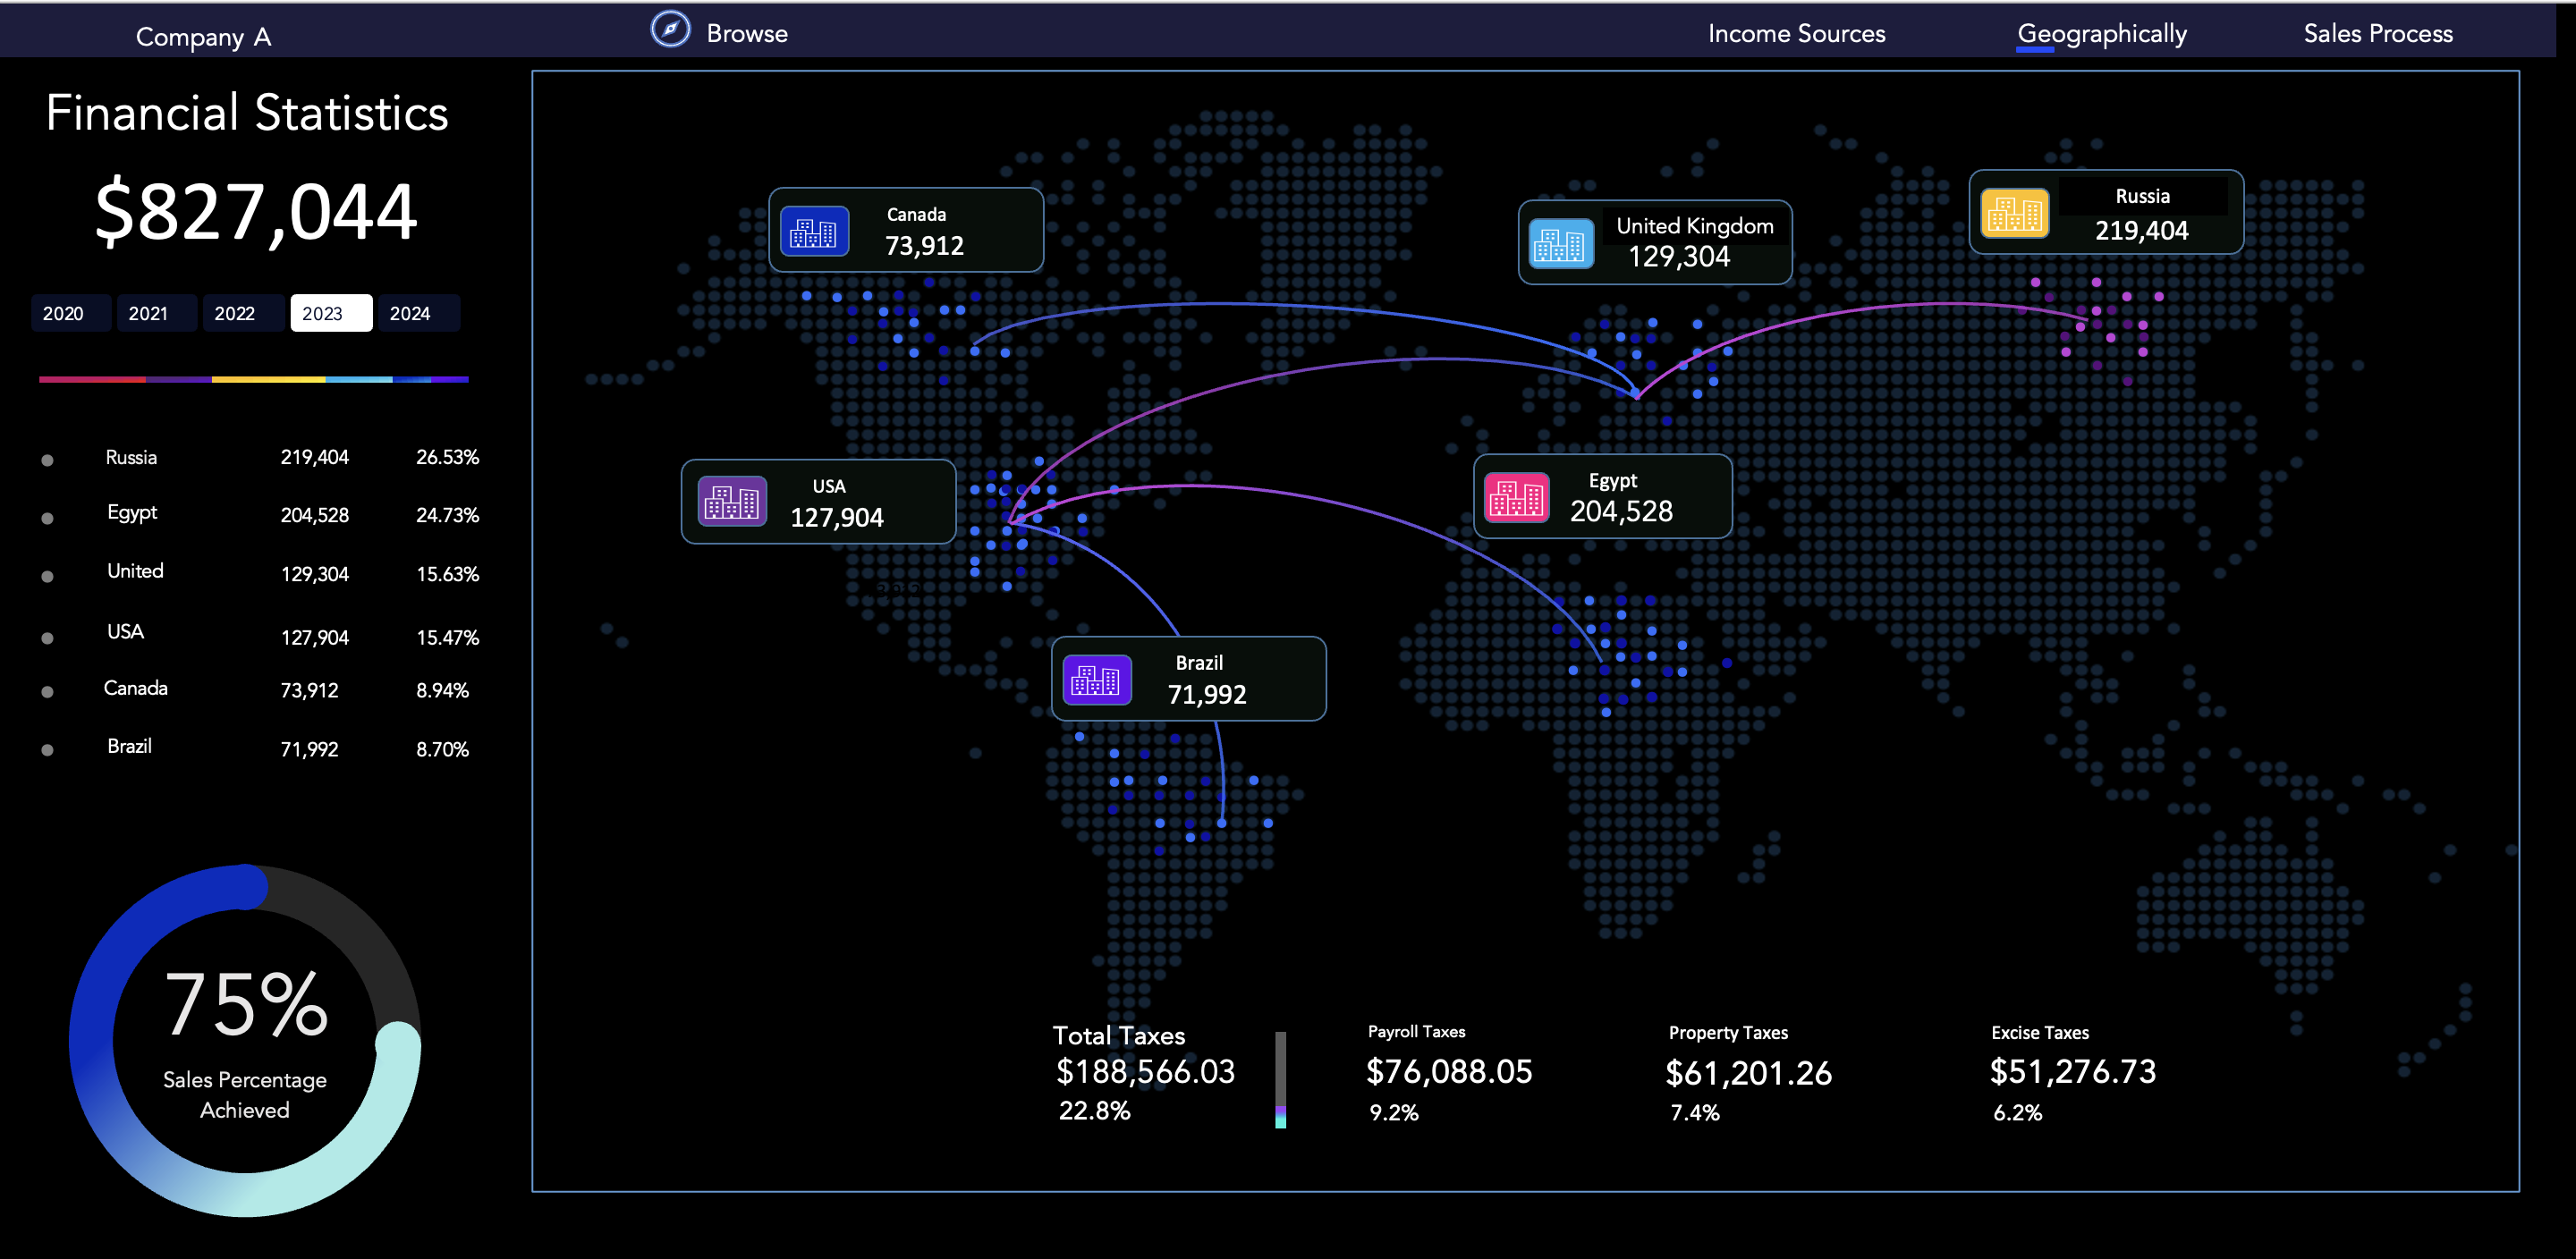 Company A
Browse
Income Sources
Geographically
Sales Process
Financial Statistics
$827,044
2020
2021
2022
2023
2024
Russia 219,404 26.53%
Egypt 204,528 24.73%
United 129,304 15.63%
USA 127,904 15.47%
Canada 73,912 8.94%
Brazil 71,992 8.70%
75%
Sales Percentage
Achieved
Canada
73,912
United Kingdom
129,304
Russia
219,404
USA
127,904
Egypt
204,528
Brazil
71,992
Total Taxes
$188,566.03
22.8%
Payroll Taxes
$76,088.05
9.2%
Property Taxes
$61,201.26
7.4%
Excise Taxes
$51,276.73
6.2%